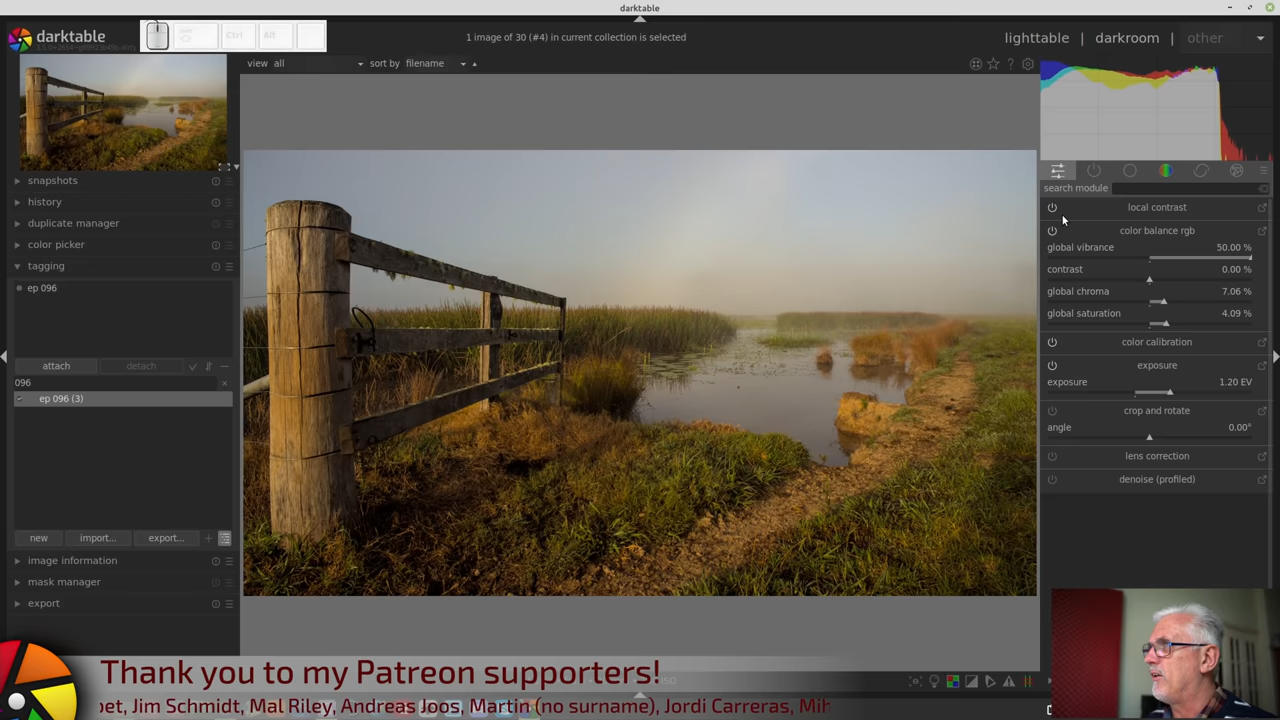 darktable
darktable
Ctrl
Alt
1 image of 30 (#4) in current collection is selected
lighttable | darkroom | other
view all
sort by filename
snapshots
history
duplicate manager
color picker
tagging
ep 096
attach
detach
096
ep 096 (3)
new
import...
export...
image information
mask manager
export
search module
local contrast
color balance rgb
global vibrance 50.00 %
contrast 0.00 %
global chroma 7.06 %
global saturation 4.09 %
color calibration
exposure
exposure 1.20 EV
crop and rotate
angle 0.00°
lens correction
denoise (profiled)
Thank you to my Patreon supporters!
Jim Schmidt, Mal Riley, Andreas Joos, Martin (no surname), Jordi Carreras,